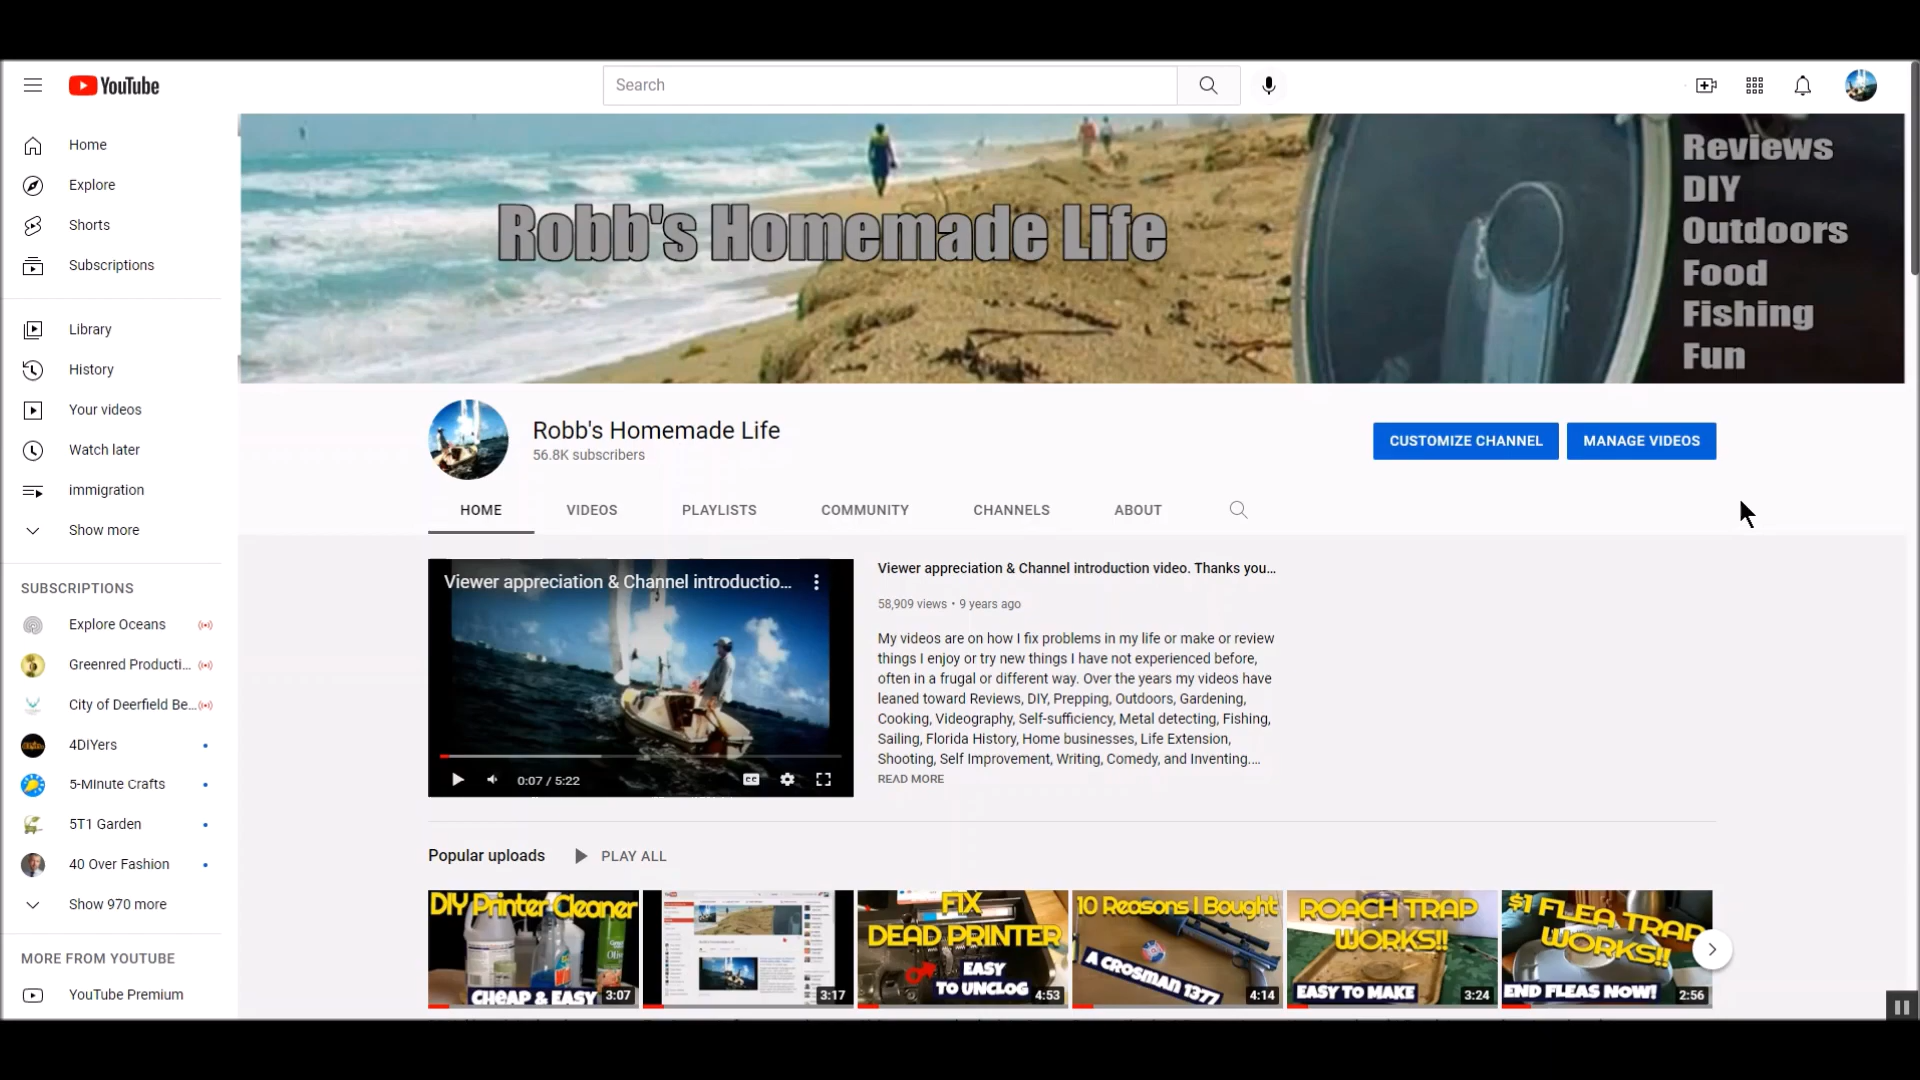 YouTube
Search
Home
Explore
Shorts
Subscriptions
Library
History
Your videos
Watch later
immigration
Show more
SUBSCRIPTIONS
Explore Oceans
Greenred Producti...
City of Deerfield Be...
4DIYers
5-Minute Crafts
5T1 Garden
40 Over Fashion
Show 970 more
MORE FROM YOUTUBE
YouTube Premium
Robb's Homemade Life
Reviews
DIY
Outdoors
Food
Fishing
Fun
Robb's Homemade Life
56.8K subscribers
CUSTOMIZE CHANNEL
MANAGE VIDEOS
HOME
VIDEOS
PLAYLISTS
COMMUNITY
CHANNELS
ABOUT
Viewer appreciation & Channel introductio...
0:07 / 5:22
CC
Viewer appreciation & Channel introduction video. Thanks you...
58,909 views • 9 years ago
My videos are on how I fix problems in my life or make or review
things I enjoy or try new things I have not experienced before,
often in a frugal or different way. Over the years my videos have
leaned toward Reviews, DIY, Prepping, Outdoors, Gardening,
Cooking, Videography, Self-sufficiency, Metal detecting, Fishing,
Sailing, Florida History, Home businesses, Life Extension,
Shooting, Self Improvement, Writing, Comedy, and Inventing....
READ MORE
Popular uploads
PLAY ALL
DIY Printer Cleaner
CHEAP & EASY
3:07
3:17
FIX
DEAD PRINTER
EASY
TO UNCLOG
4:53
10 Reasons I Bought
A CROSMAN 1377
4:14
ROACH TRAP
WORKS!!
EASY TO MAKE
3:24
$1 FLEA TRAP
WORKS!!
END FLEAS NOW!
2:56